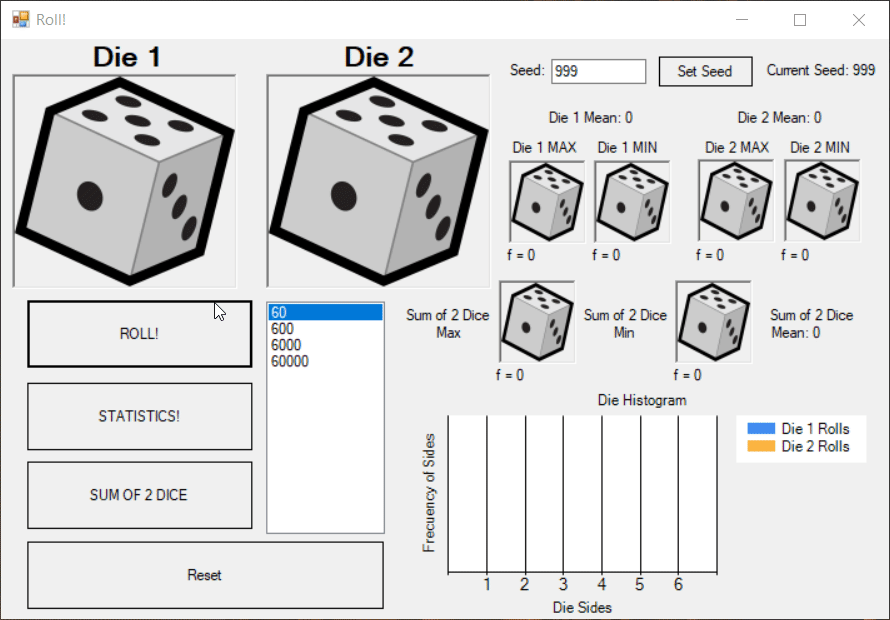 Roll!
Die 1
Die 2
Seed: 999 Set Seed Current Seed: 999
Die 1 Mean: 0
Die 2 Mean: 0
Die 1 MAX
Die 1 MIN
Die 2 MAX
Die 2 MIN
f = 0
f = 0
f = 0
f = 0
ROLL!
60
600
6000
60000
Sum of 2 Dice
Max
Sum of 2 Dice
Min
Sum of 2 Dice
Mean: 0
f = 0
f = 0
STATISTICS!
SUM OF 2 DICE
Reset
Die Histogram
Frecuency of Sides
1 2 3 4 5 6
Die Sides
Die 1 Rolls
Die 2 Rolls